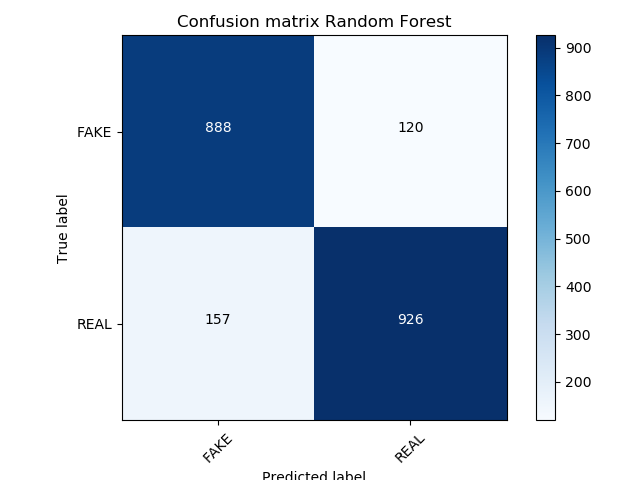 Confusion matrix Random Forest
True label
FAKE
REAL
888
120
157
926
FAKE
REAL
Predicted label
900
800
700
600
500
400
300
200